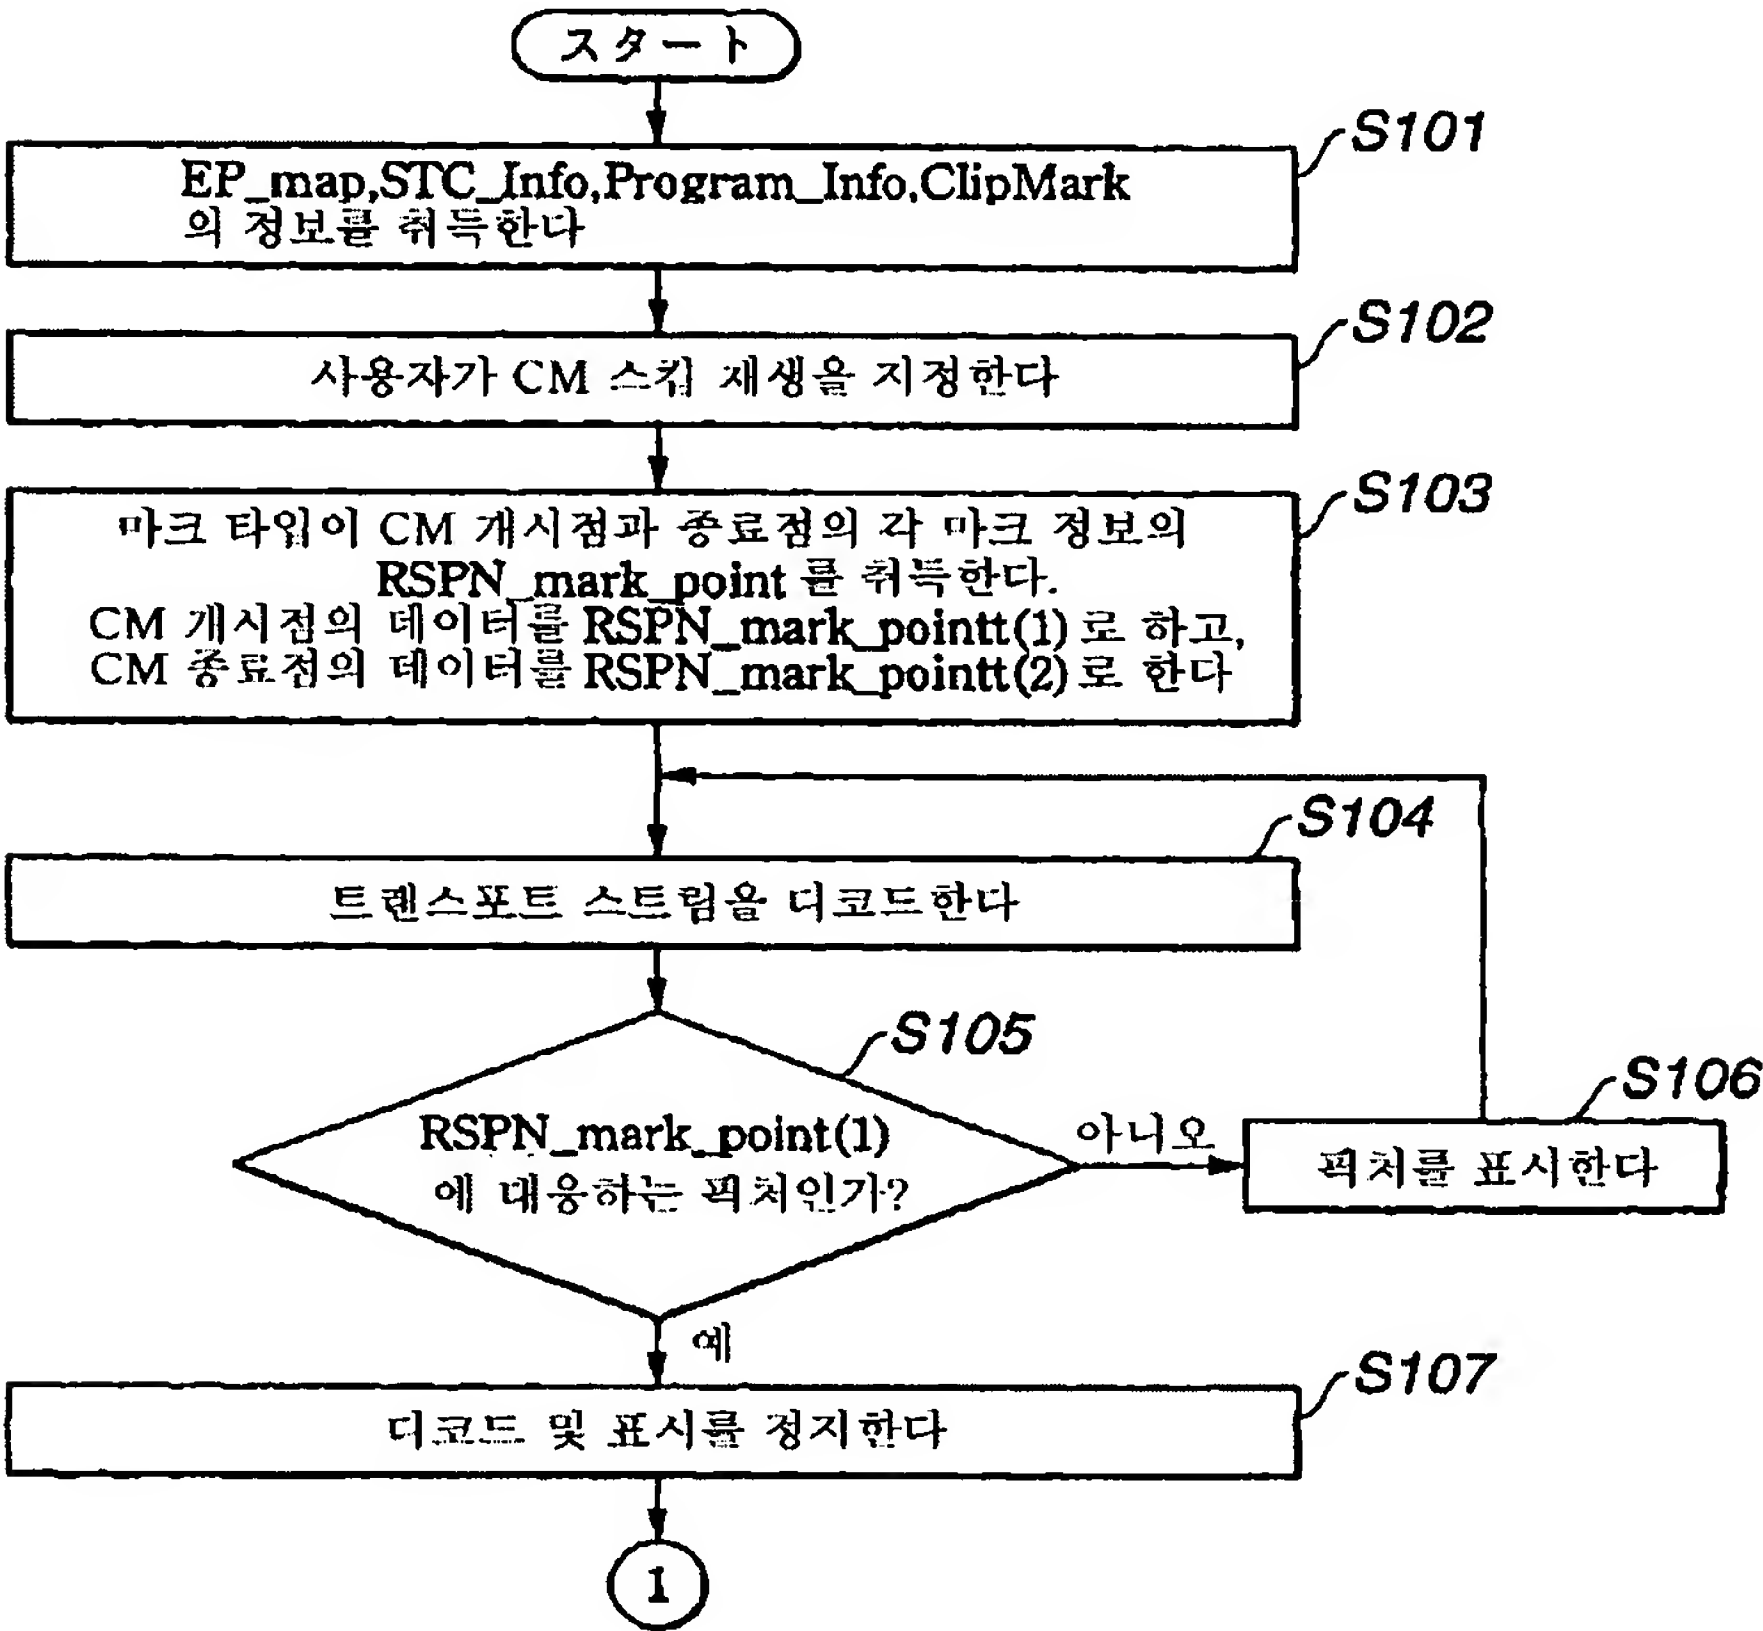 スタート
S101
EP_map,STC_Info,Program_Info,ClipMark
의 정보를 취득한다
S102
사용자가 CM 스킵 재생을 지정한다
S103
마크 타입이 CM 개시점과 종료점의 각 마크 정보의
RSPN_mark_point 를 취득한다.
CM 개시점의 데이터를 RSPN_mark_pointt(1) 로 하고,
CM 종료점의 데이터를 RSPN_mark_pointt(2) 로 한다
S104
트랜스포트 스트림을 디코드한다
S105
RSPN_mark_point(1)
에 대응하는 픽처인가?
아니오
S106
픽처를 표시한다
예
S107
디코드 및 표시를 정지한다
1